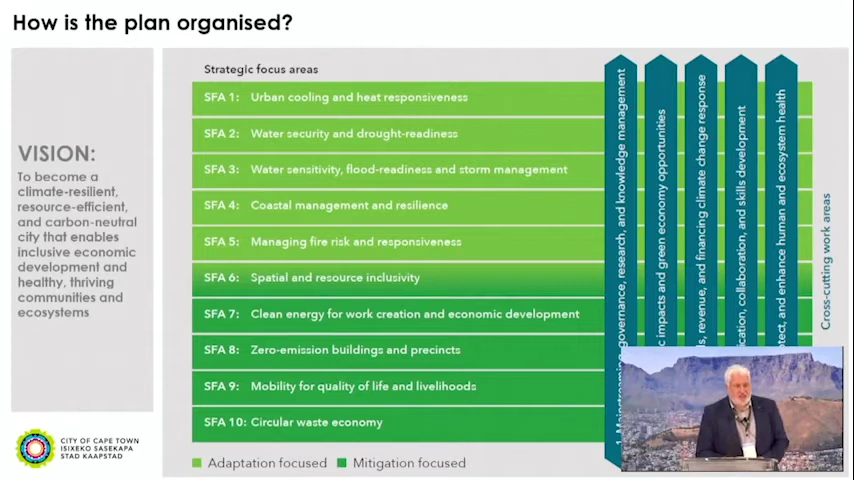 How is the plan organised?
VISION:
To become a
climate-resilient,
resource-efficient,
and carbon-neutral
city that enables
inclusive economic
development and
healthy, thriving
communities and
ecosystems
Strategic focus areas
SFA 1: Urban cooling and heat responsiveness
SFA 2: Water security and drought-readiness
SFA 3: Water sensitivity, flood-readiness and storm management
SFA 4: Coastal management and resilience
SFA 5: Managing fire risk and responsiveness
SFA 6: Spatial and resource inclusivity
SFA 7: Clean energy for work creation and economic development
SFA 8: Zero-emission buildings and precincts
SFA 9: Mobility for quality of life and livelihoods
SFA 10: Circular waste economy
1. Mainstreaming, governance, research, and knowledge management
impacts and green economy opportunities
revenue, and financing climate change response
collaboration, and skills development
and enhance human and ecosystem health
Cross-cutting work areas
Adaptation focused
Mitigation focused
CITY OF CAPE TOWN
ISIXEKO SASEKAPA
STAD KAAPSTAD